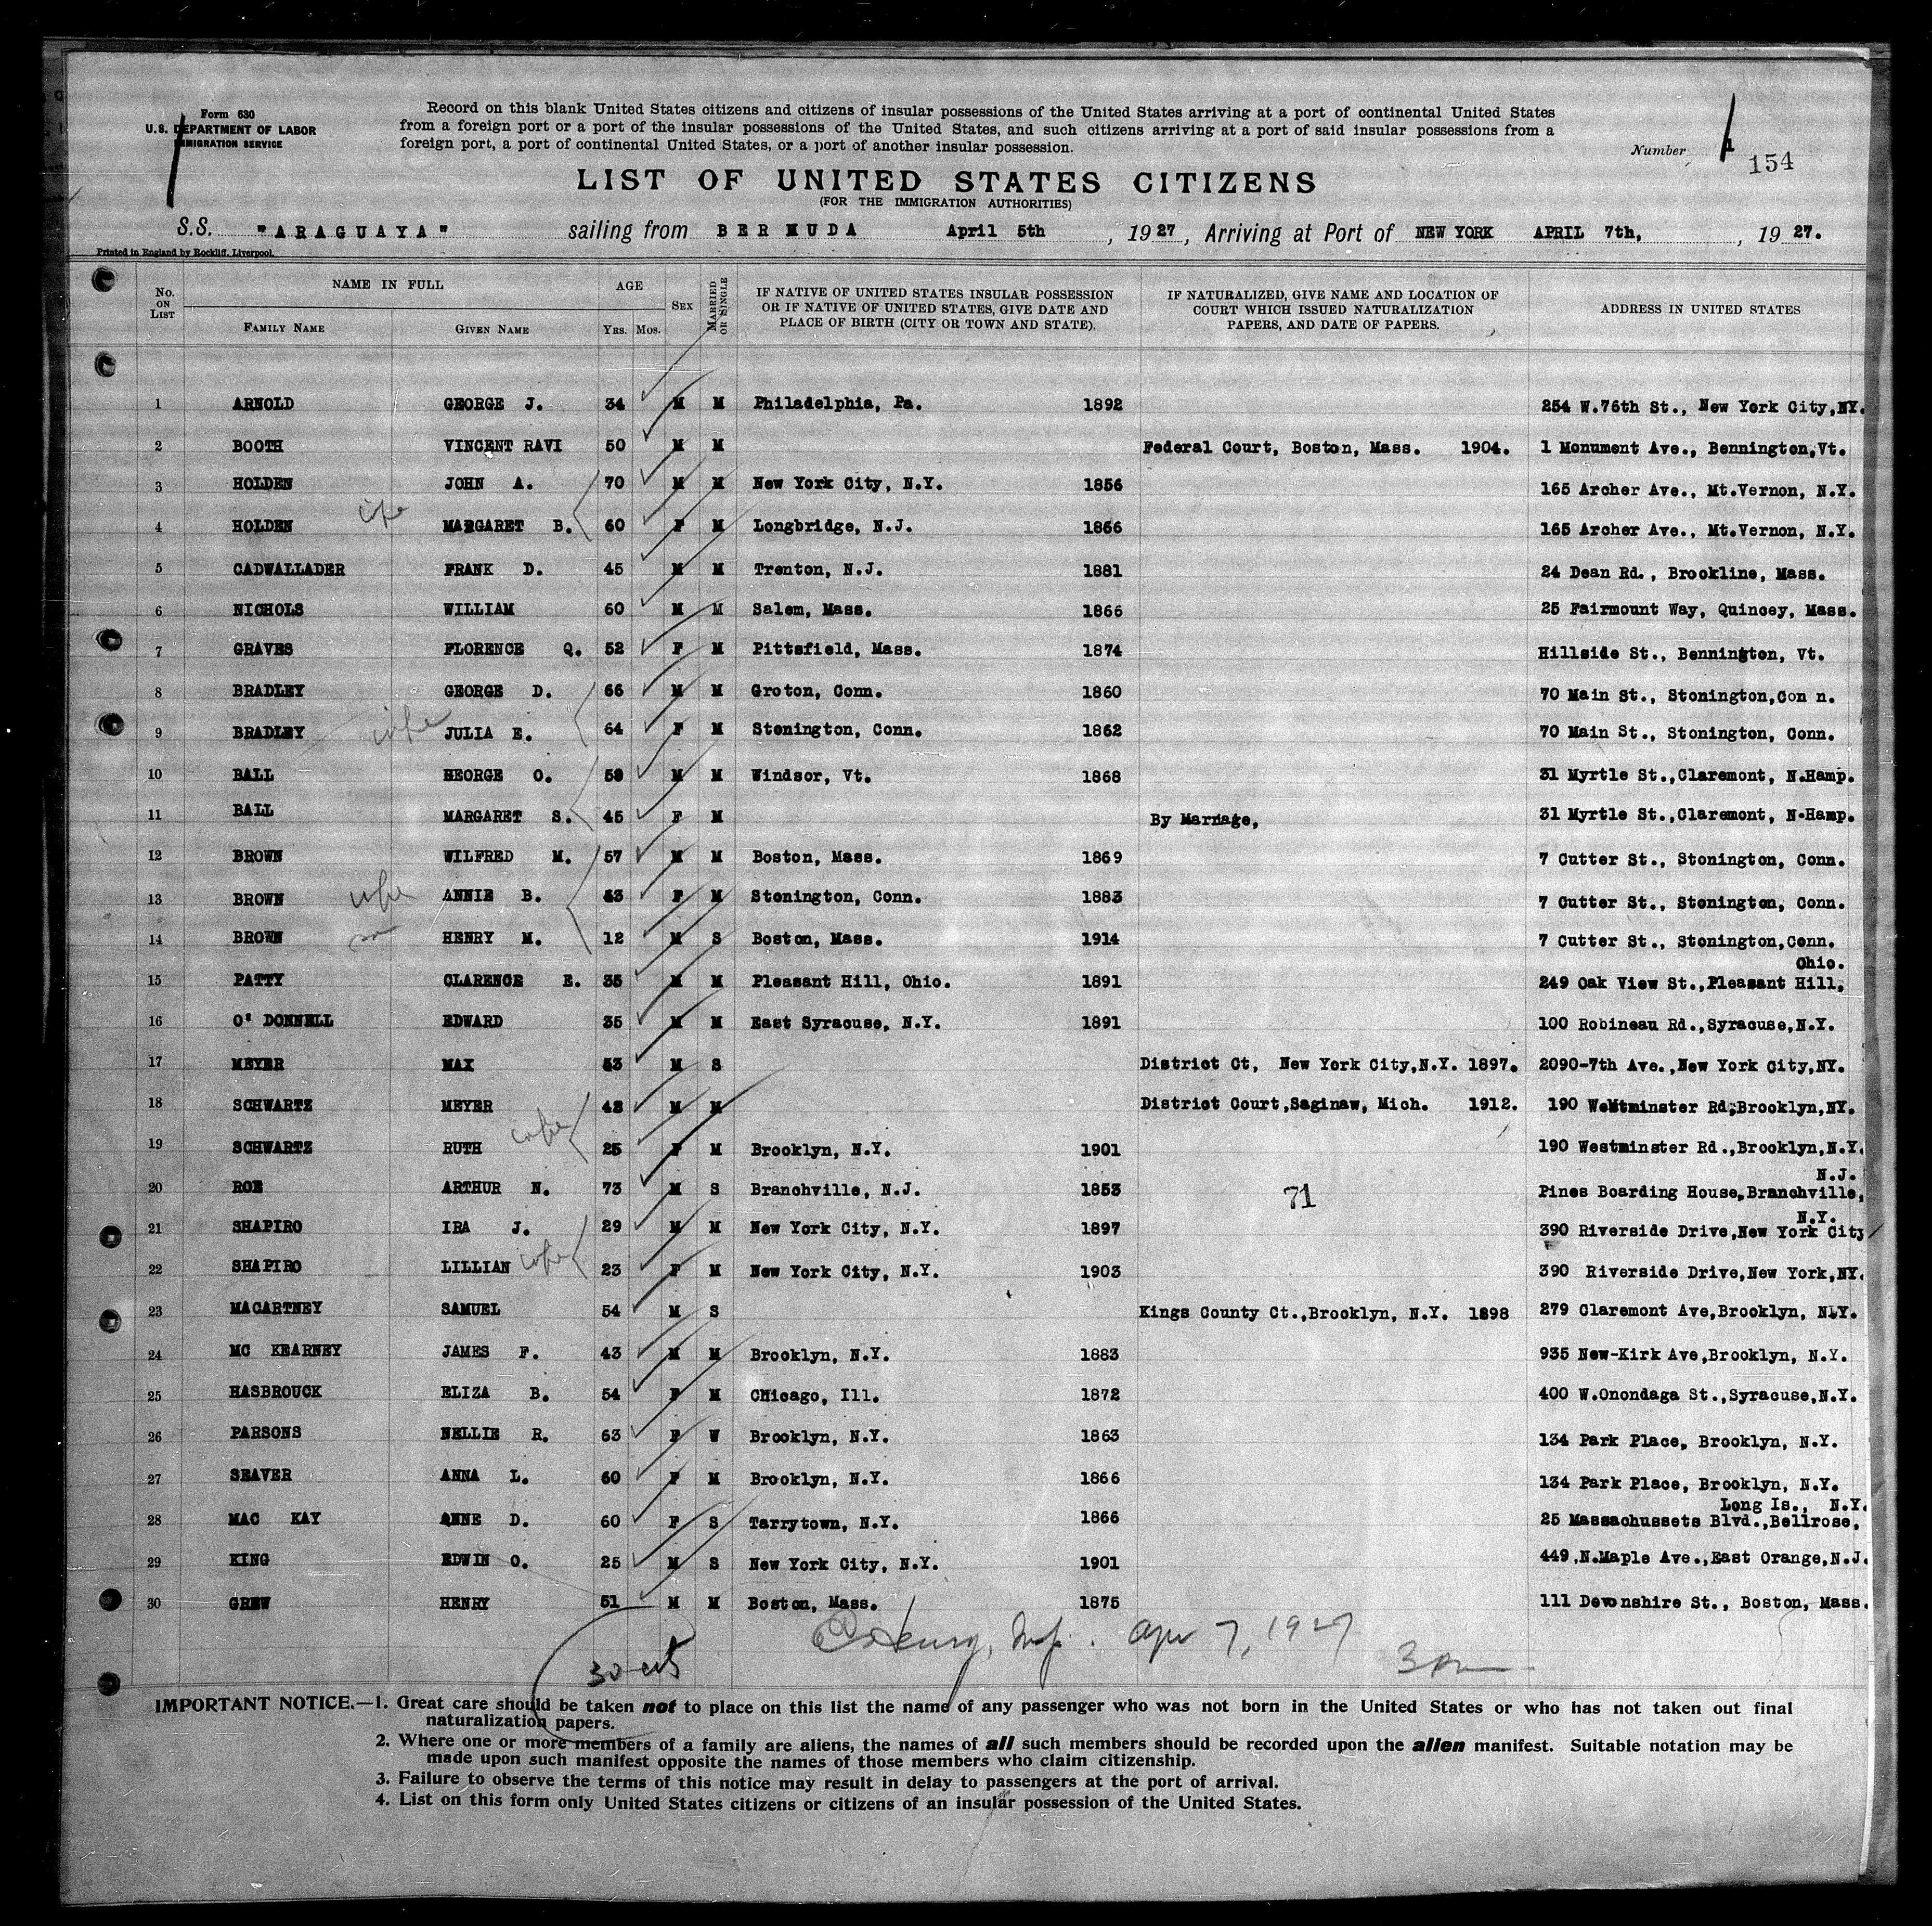 Form 630
U.S. DEPARTMENT OF LABOR
IMMIGRATION SERVICE
Record on this blank United States citizens and citizens of insular possessions of the United States arriving at a port of continental United States
from a foreign port or a port of the insular possessions of the United States, and such citizens arriving at a port of said insular possessions from a
foreign port, a port of continental United States, or a port of another insular possession.
Number 1
154
LIST OF UNITED STATES CITIZENS
(FOR THE IMMIGRATION AUTHORITIES)
S.S. "ARAGUAYA" sailing from BERMUDA April 5th, 1927, Arriving at Port of NEW YORK APRIL 7th, , 1927.
Printed in England by Rockliff, Liverpool.
No. ON LIST
NAME IN FULL
FAMILY NAME
GIVEN NAME
AGE
YRS. MOS.
SEX
MARRIED OR SINGLE
IF NATIVE OF UNITED STATES INSULAR POSSESSION
OR IF NATIVE OF UNITED STATES, GIVE DATE AND
PLACE OF BIRTH (CITY OR TOWN AND STATE).
IF NATURALIZED, GIVE NAME AND LOCATION OF
COURT WHICH ISSUED NATURALIZATION
PAPERS, AND DATE OF PAPERS.
ADDRESS IN UNITED STATES
1 ARNOLD GEORGE J. 34 M M Philadelphia, Pa. 1892 254 W.76th St., New York City,NY.
2 BOOTH VINCENT RAVI 50 M M Federal Court, Boston, Mass. 1904. 1 Monument Ave., Bennington,Vt.
3 HOLDEN JOHN A. 70 M M New York City, N.Y. 1856 165 Archer Ave., Mt.Vernon, N.Y.
4 HOLDEN wife MARGARET B. 60 F M Longbridge, N.J. 1866 165 Archer Ave., Mt.Vernon, N.Y.
5 CADWALLADER FRANK D. 45 M M Trenton, N.J. 1881 24 Dean Rd., Brookline, Mass.
6 NICHOLS WILLIAM 60 M M Salem, Mass. 1866 25 Fairmount Way, Quincey, Mass.
7 GRAVES FLORENCE Q. 52 F M Pittsfield, Mass. 1874 Hillside St., Bennington, Vt.
8 BRADLEY GEORGE D. 66 M M Groton, Conn. 1860 70 Main St., Stonington,Con n.
9 BRADLEY wife JULIA E. 64 F M Stonington, Conn. 1862 70 Main St., Stonington, Conn.
10 BALL GEORGE O. 59 M M Windsor, Vt. 1868 31 Myrtle St.,Claremont, N.Hamp.
11 BALL MARGARET S. 45 F M By Marriage, 31 Myrtle St.,Claremont, N.Hamp.
12 BROWN WILFRED M. 57 M M Boston, Mass. 1869 7 Cutter St., Stonington, Conn.
13 BROWN wife ANNIE B. 43 F M Stonington, Conn. 1883 7 Cutter St., Stonington, Conn.
14 BROWN son HENRY M. 12 M S Boston, Mass. 1914 7 Cutter St., Stonington,Conn.
15 PATTY CLARENCE E. 35 M M Pleasant Hill, Ohio. 1891 249 Oak View St.,Pleasant Hill, Ohio.
16 O' DONNELL EDWARD 35 M M East Syracuse, N.Y. 1891 100 Robineau Rd.,Syracuse,N.Y.
17 MEYER MAX 53 M S District Ct, New York City,N.Y. 1897. 2090-7th Ave.,New York City,NY.
18 SCHWARTZ MEYER 42 M M District Court,Saginaw, Mich. 1912. 190 Westminster Rd,Brooklyn,NY.
19 SCHWARTZ RUTH wife 25 F M Brooklyn, N.Y. 1901 190 Westminster Rd.,Brooklyn,N.Y.
20 ROE ARTHUR N. 73 M S Branchville, N.J. 1853 71 Pines Boarding House,Branchville, N.J.
21 SHAPIRO IRA J. 29 M M New York City, N.Y. 1897 390 Riverside Drive,New York City N.Y.
22 SHAPIRO LILLIAN wife 23 F M New York City, N.Y. 1903 390 Riverside Drive,New York,NY.
23 MACARTNEY SAMUEL 54 M S Kings County Ct.,Brooklyn, N.Y. 1898 279 Claremont Ave,Brooklyn, N.Y.
24 MC KEARNEY JAMES F. 43 M M Brooklyn, N.Y. 1883 935 New-Kirk Ave,Brooklyn, N.Y.
25 HASBROUCK ELIZA B. 54 F M Chicago, Ill. 1872 400 W.Onondaga St.,Syracuse,N.Y.
26 PARSONS NELLIE R. 63 F W Brooklyn, N.Y. 1863 134 Park Place, Brooklyn, N.Y.
27 SEAVER ANNA L. 60 F M Brooklyn, N.Y. 1866 134 Park Place, Brooklyn, N.Y.
28 MAC KAY ANNE D. 60 F S Tarrytown, N.Y. 1866 25 Massachussets Blvd.,Bellrose, Long Is., N.Y.
29 KING EDWIN O. 25 M S New York City, N.Y. 1901 449,N.Maple Ave.,East Orange,N.J.
30 GREW HENRY 51 M M Boston, Mass. 1875 111 Devonshire St., Boston, Mass.
Apr 7, 1927
30
3 pm
IMPORTANT NOTICE.—1. Great care should be taken not to place on this list the name of any passenger who was not born in the United States or who has not taken out final
naturalization papers.
2. Where one or more members of a family are aliens, the names of all such members should be recorded upon the alien manifest. Suitable notation may be
made upon such manifest opposite the names of those members who claim citizenship.
3. Failure to observe the terms of this notice may result in delay to passengers at the port of arrival.
4. List on this form only United States citizens or citizens of an insular possession of the United States.